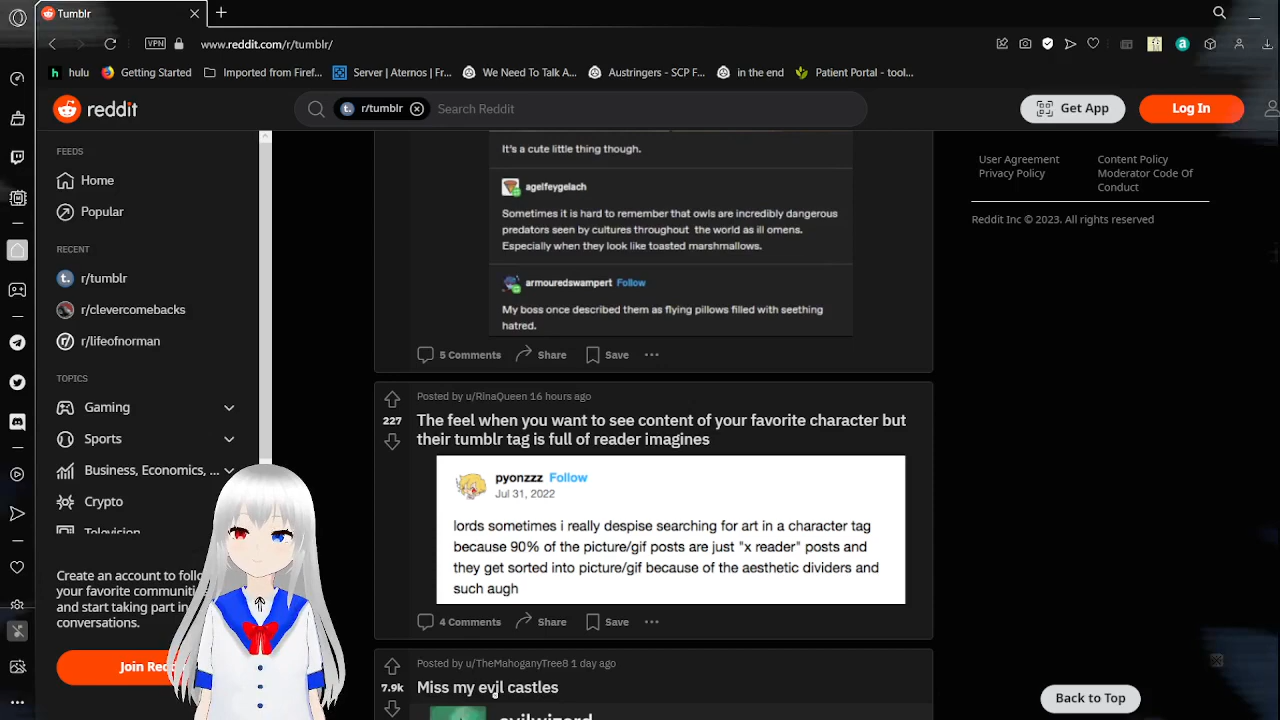 Tumblr
VPN
www.reddit.com/r/tumblr/
hulu
Getting Started
Imported from Firef...
Server | Aternos | Fr...
We Need To Talk A...
Austringers - SCP F...
in the end
Patient Portal - tool...
reddit
r/tumblr
Search Reddit
Get App
Log In
FEEDS
Home
Popular
RECENT
r/tumblr
r/clevercomebacks
r/lifeofnorman
TOPICS
Gaming
Sports
Business, Economics, ...
Crypto
Television
Create an account to follo
your favorite communiti
and start taking part in
conversations.
Join Red
It's a cute little thing though.
agelfeygelach
Sometimes it is hard to remember that owls are incredibly dangerous
predators seen by cultures throughout the world as ill omens.
Especially when they look like toasted marshmallows.
armouredswampert Follow
My boss once described them as flying pillows filled with seething
hatred.
5 Comments
Share
Save
Posted by u/RinaQueen 16 hours ago
227
The feel when you want to see content of your favorite character but
their tumblr tag is full of reader imagines
pyonzzz Follow
Jul 31, 2022
lords sometimes i really despise searching for art in a character tag
because 90% of the picture/gif posts are just "x reader" posts and
they get sorted into picture/gif because of the aesthetic dividers and
such augh
4 Comments
Share
Save
Posted by u/TheMahoganyTree8 1 day ago
7.9k
Miss my evil castles
evilwizard
User Agreement
Privacy Policy
Content Policy
Moderator Code Of
Conduct
Reddit Inc © 2023. All rights reserved
Back to Top